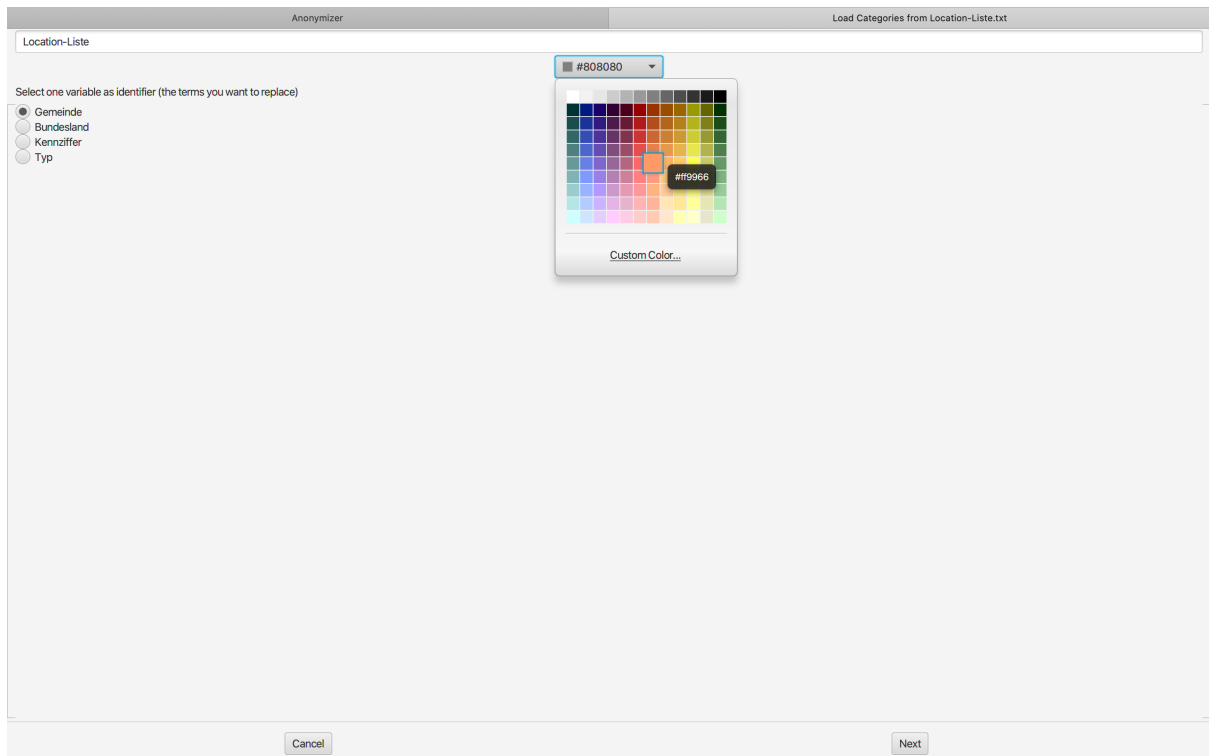 Anonymizer
Load Categories from Location-Liste.txt
Location-Liste
#808080
Select one variable as identifier (the terms you want to replace)
Gemeinde
Bundesland
Kennziffer
Typ
#ff9966
Custom Color...
Cancel
Next